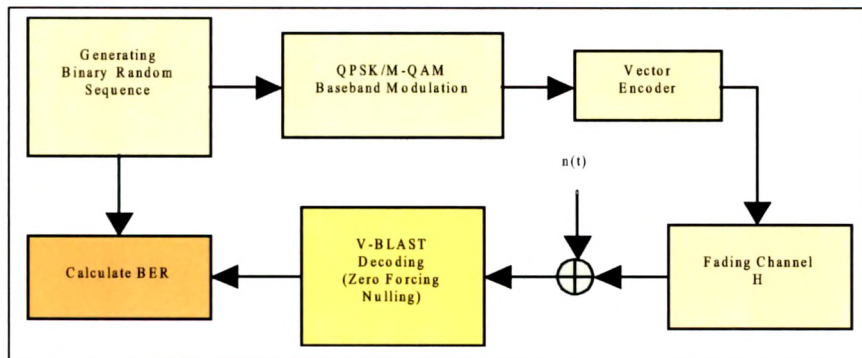 Generating
Binary Random
Sequence
QPSK/M-QAM
Baseband Modulation
Vector
Encoder
n(t)
V-BLAST
Decoding
(Zero Forcing
Nulling)
Calculate BER
Fading Channel
H